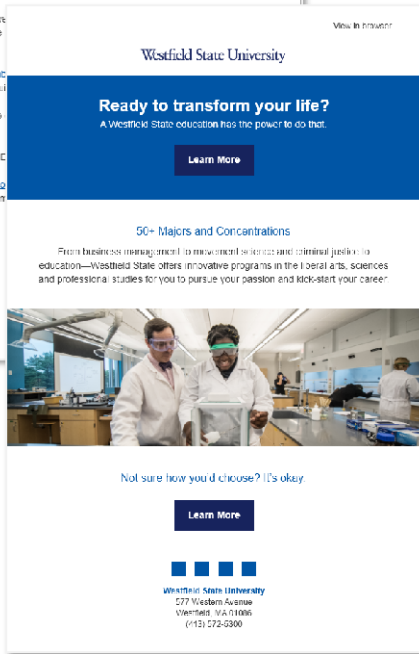 View in browser
Westfield State University
Ready to transform your life?
A Westfield State education has the power to do that.
Learn More
50+ Majors and Concentrations
From business management to movement science and criminal justice to
education—Westfield State offers innovative programs in the liberal arts, sciences
and professional studies for you to pursue your passion and kick-start your career.
Not sure how you'd choose? It's okay.
Learn More
Westfield State University
577 Western Avenue
Westfield, MA 01086
(413) 572-5300